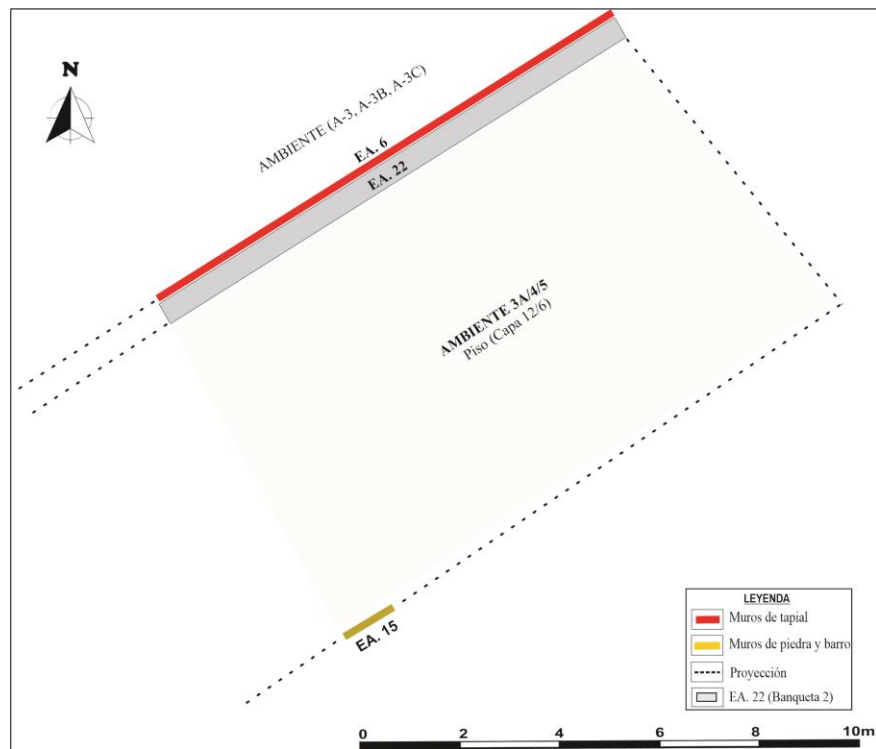 N
AMBIENTE (A-3, A-3B, A-3C)
EA. 6
EA. 22
AMBIENTE 3A/4/5
Piso (Capa 12/6)
EA. 15
LEYENDA
Muros de tapial
Muros de piedra y barro
Proyección
EA. 22 (Banqueta 2)
0 2 4 6 8 10m